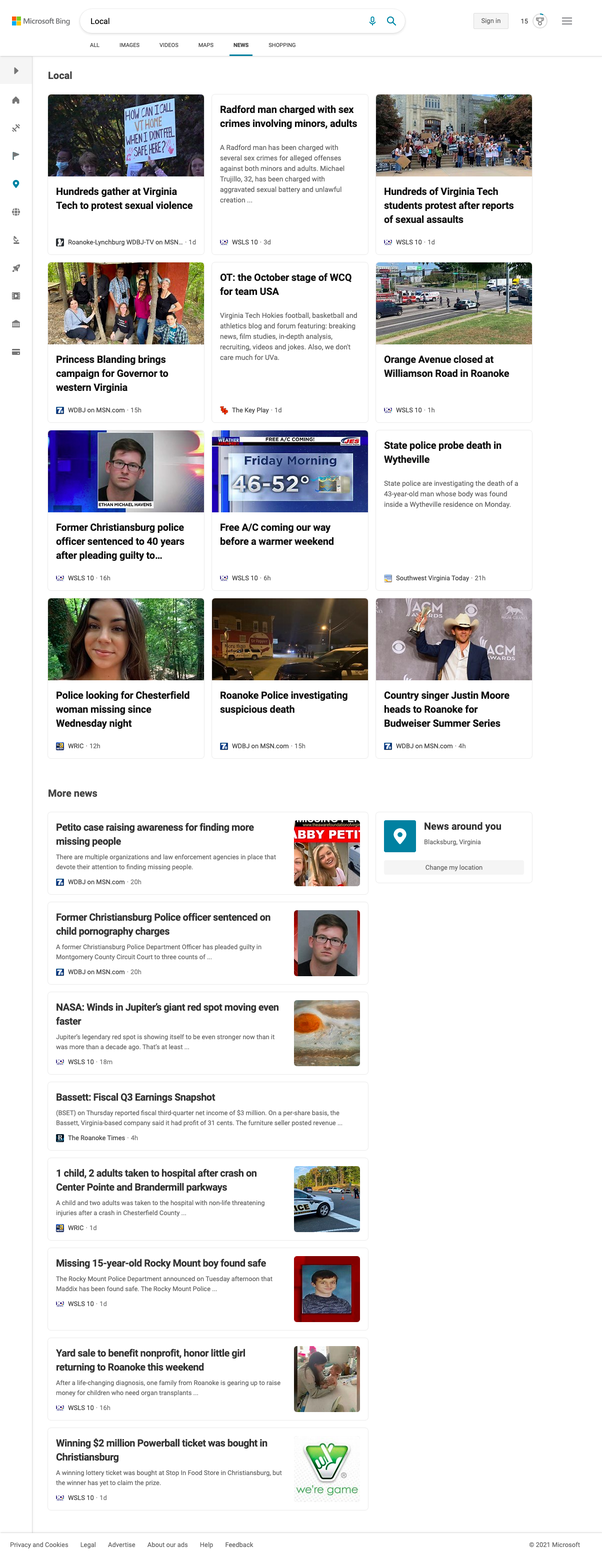 Microsoft Bing
Local
Sign in
15
ALL
IMAGES
VIDEOS
MAPS
NEWS
SHOPPING
Local
HOW CAN I CALL
VT HOME
WHEN I DON'T FEEL
SAFE HERE?
Hundreds gather at Virginia
Tech to protest sexual violence
Roanoke-Lynchburg WDBJ-TV on MSN... · 1d
Radford man charged with sex
crimes involving minors, adults
A Radford man has been charged with
several sex crimes for alleged offenses
against both minors and adults. Michael
Trujillo, 32, has been charged with
aggravated sexual battery and unlawful
creation ...
WSLS 10 · 3d
Hundreds of Virginia Tech
students protest after reports
of sexual assaults
WSLS 10 · 1d
Princess Blanding brings
campaign for Governor to
western Virginia
WDBJ on MSN.com · 15h
OT: the October stage of WCQ
for team USA
Virginia Tech Hokies football, basketball and
athletics blog and forum featuring: breaking
news, film studies, in-depth analysis,
recruiting, videos and jokes. Also, we don't
care much for UVa.
The Key Play · 1d
Orange Avenue closed at
Williamson Road in Roanoke
WSLS 10 · 1h
ETHAN MICHAEL HAVENS
Former Christiansburg police
officer sentenced to 40 years
after pleading guilty to...
WSLS 10 · 16h
WEATHER
FREE A/C COMING!
Friday Morning
46-52°
Free A/C coming our way
before a warmer weekend
WSLS 10 · 6h
State police probe death in
Wytheville
State police are investigating the death of a
43-year-old man whose body was found
inside a Wytheville residence on Monday.
Southwest Virginia Today · 21h
Police looking for Chesterfield
woman missing since
Wednesday night
WRIC · 12h
Roanoke Police investigating
suspicious death
WDBJ on MSN.com · 15h
ACM
AWARDS
ACM
AWARDS
Country singer Justin Moore
heads to Roanoke for
Budweiser Summer Series
WDBJ on MSN.com · 4h
More news
Petito case raising awareness for finding more
missing people
There are multiple organizations and law enforcement agencies in place that
devote their attention to finding missing people.
WDBJ on MSN.com · 20h
ABBY PETI
News around you
Blacksburg, Virginia
Change my location
Former Christiansburg Police officer sentenced on
child pornography charges
A former Christiansburg Police Department Officer has pleaded guilty in
Montgomery County Circuit Court to three counts of ...
WDBJ on MSN.com · 20h
NASA: Winds in Jupiter's giant red spot moving even
faster
Jupiter's legendary red spot is showing itself to be even stronger now than it
was more than a decade ago. That's at least ...
WSLS 10 · 18m
Bassett: Fiscal Q3 Earnings Snapshot
(BSET) on Thursday reported fiscal third-quarter net income of $3 million. On a per-share basis, the
Bassett, Virginia-based company said it had profit of 31 cents. The furniture seller posted revenue ...
The Roanoke Times · 4h
1 child, 2 adults taken to hospital after crash on
Center Pointe and Brandermill parkways
A child and two adults was taken to the hospital with non-life threatening
injuries after a crash in Chesterfield County ...
WRIC · 1d
Missing 15-year-old Rocky Mount boy found safe
The Rocky Mount Police Department announced on Tuesday afternoon that
Maddix has been found safe. The Rocky Mount Police ...
WSLS 10 · 1d
Yard sale to benefit nonprofit, honor little girl
returning to Roanoke this weekend
After a life-changing diagnosis, one family from Roanoke is gearing up to raise
money for children who need organ transplants ...
WSLS 10 · 16h
Winning $2 million Powerball ticket was bought in
Christiansburg
A winning lottery ticket was bought at Stop In Food Store in Christiansburg, but
the winner has yet to claim the prize.
WSLS 10 · 1d
we're game
Privacy and Cookies
Legal
Advertise
About our ads
Help
Feedback
© 2021 Microsoft